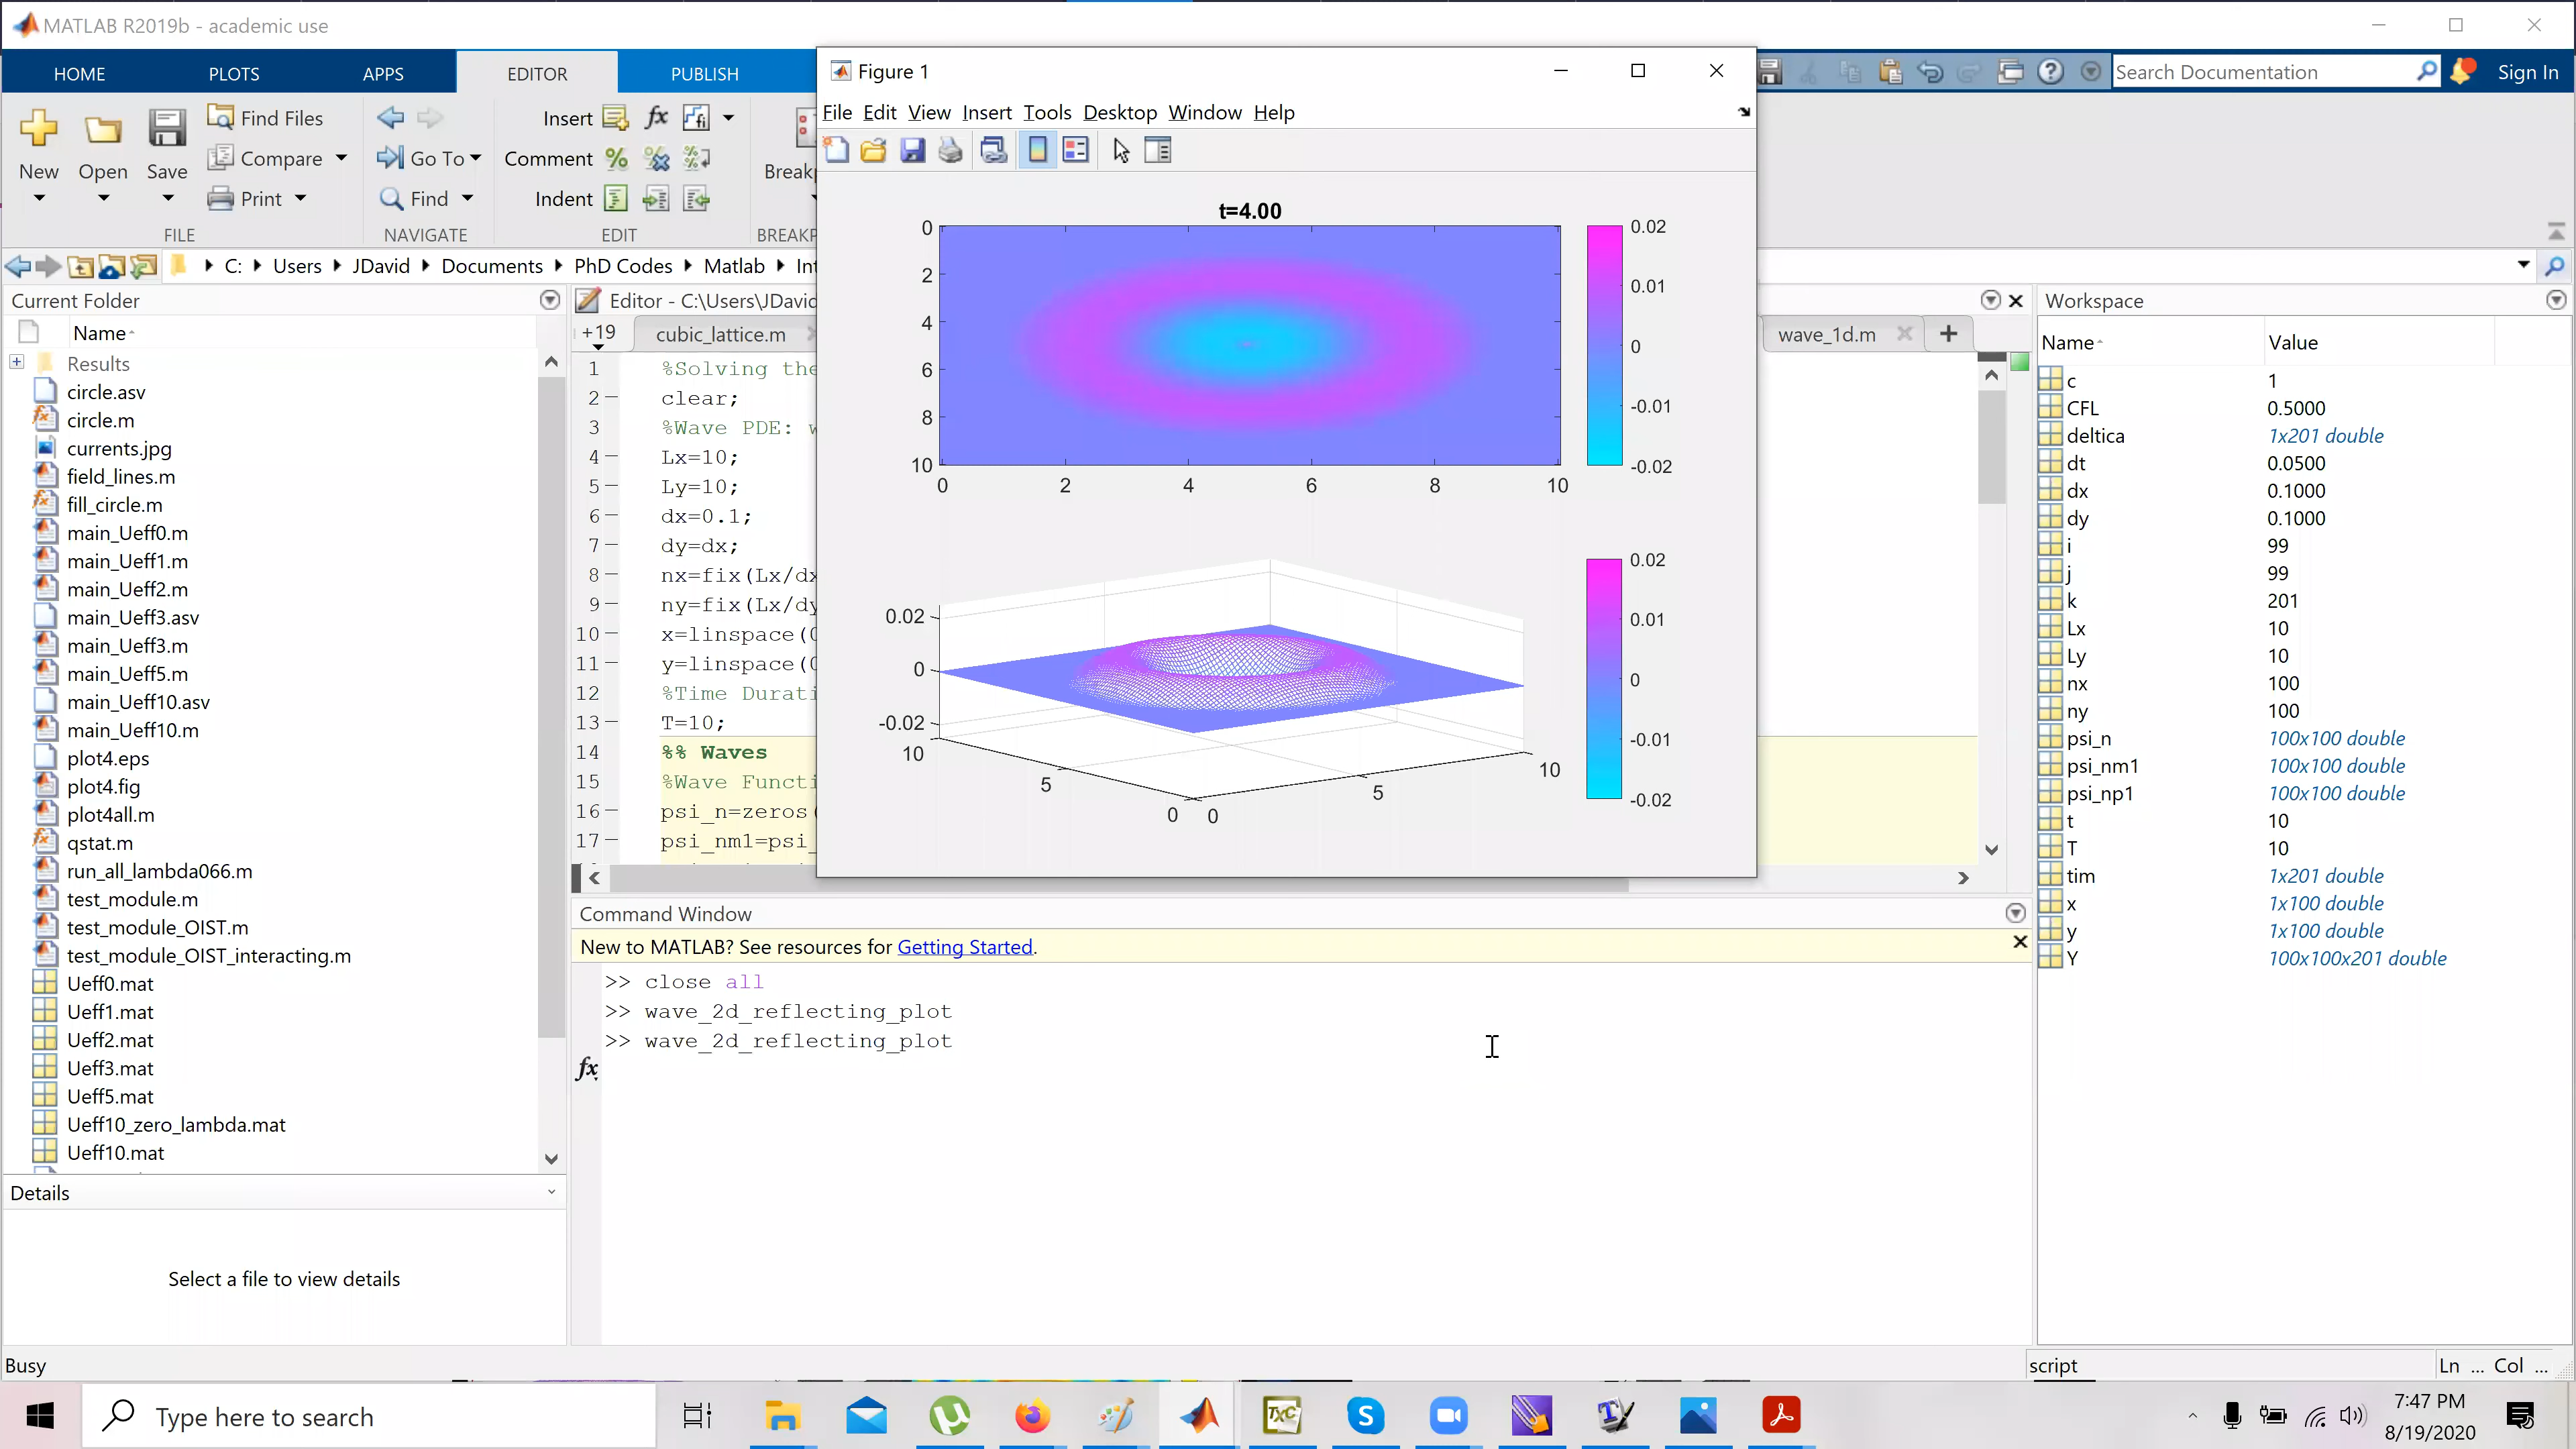 MATLAB R2019b - academic use
HOME PLOTS APPS EDITOR PUBLISH
Search Documentation
Sign In
New
Open
Save
Find Files
Compare
Print
Go To
Find
Insert
Comment
Indent
FILE NAVIGATE EDIT
C: Users JDavid Documents PhD Codes Matlab
Current Folder
Name
Results
circle.asv
circle.m
currents.jpg
field_lines.m
fill_circle.m
main_Ueff0.m
main_Ueff1.m
main_Ueff2.m
main_Ueff3.asv
main_Ueff3.m
main_Ueff5.m
main_Ueff10.asv
main_Ueff10.m
plot4.eps
plot4.fig
plot4all.m
qstat.m
run_all_lambda066.m
test_module.m
test_module_OIST.m
test_module_OIST_interacting.m
Ueff0.mat
Ueff1.mat
Ueff2.mat
Ueff3.mat
Ueff5.mat
Ueff10_zero_lambda.mat
Ueff10.mat
Details
Select a file to view details
Busy
Editor - C:\Users\JDavid
+19 cubic_lattice.m
wave_1d.m
1 %Solving the
2 clear;
3 %Wave PDE:
4 Lx=10;
5 Ly=10;
6 dx=0.1;
7 dy=dx;
8 nx=fix(Lx/dx
9 ny=fix(Lx/dy
10 x=linspace(0
11 y=linspace(0
12 %Time Durati
13 T=10;
14 %% Waves
15 %Wave Functi
16 psi_n=zeros(
17 psi_nm1=psi_
Figure 1
File Edit View Insert Tools Desktop Window Help
t=4.00
0
2
4
6
8
10
0 2 4 6 8 10
0.02
0.01
0
-0.01
-0.02
0.02
0
-0.02
10
5
0
0
5
10
0.02
0.01
0
-0.01
-0.02
Command Window
New to MATLAB? See resources for Getting Started.
>> close all
>> wave_2d_reflecting_plot
>> wave_2d_reflecting_plot
fx
Workspace
Name Value
c 1
CFL 0.5000
deltica 1x201 double
dt 0.0500
dx 0.1000
dy 0.1000
i 99
j 99
k 201
Lx 10
Ly 10
nx 100
ny 100
psi_n 100x100 double
psi_nm1 100x100 double
psi_np1 100x100 double
t 10
T 10
tim 1x201 double
x 1x100 double
y 1x100 double
Y 100x100x201 double
script
Ln ... Col ...
Type here to search
7:47 PM
8/19/2020